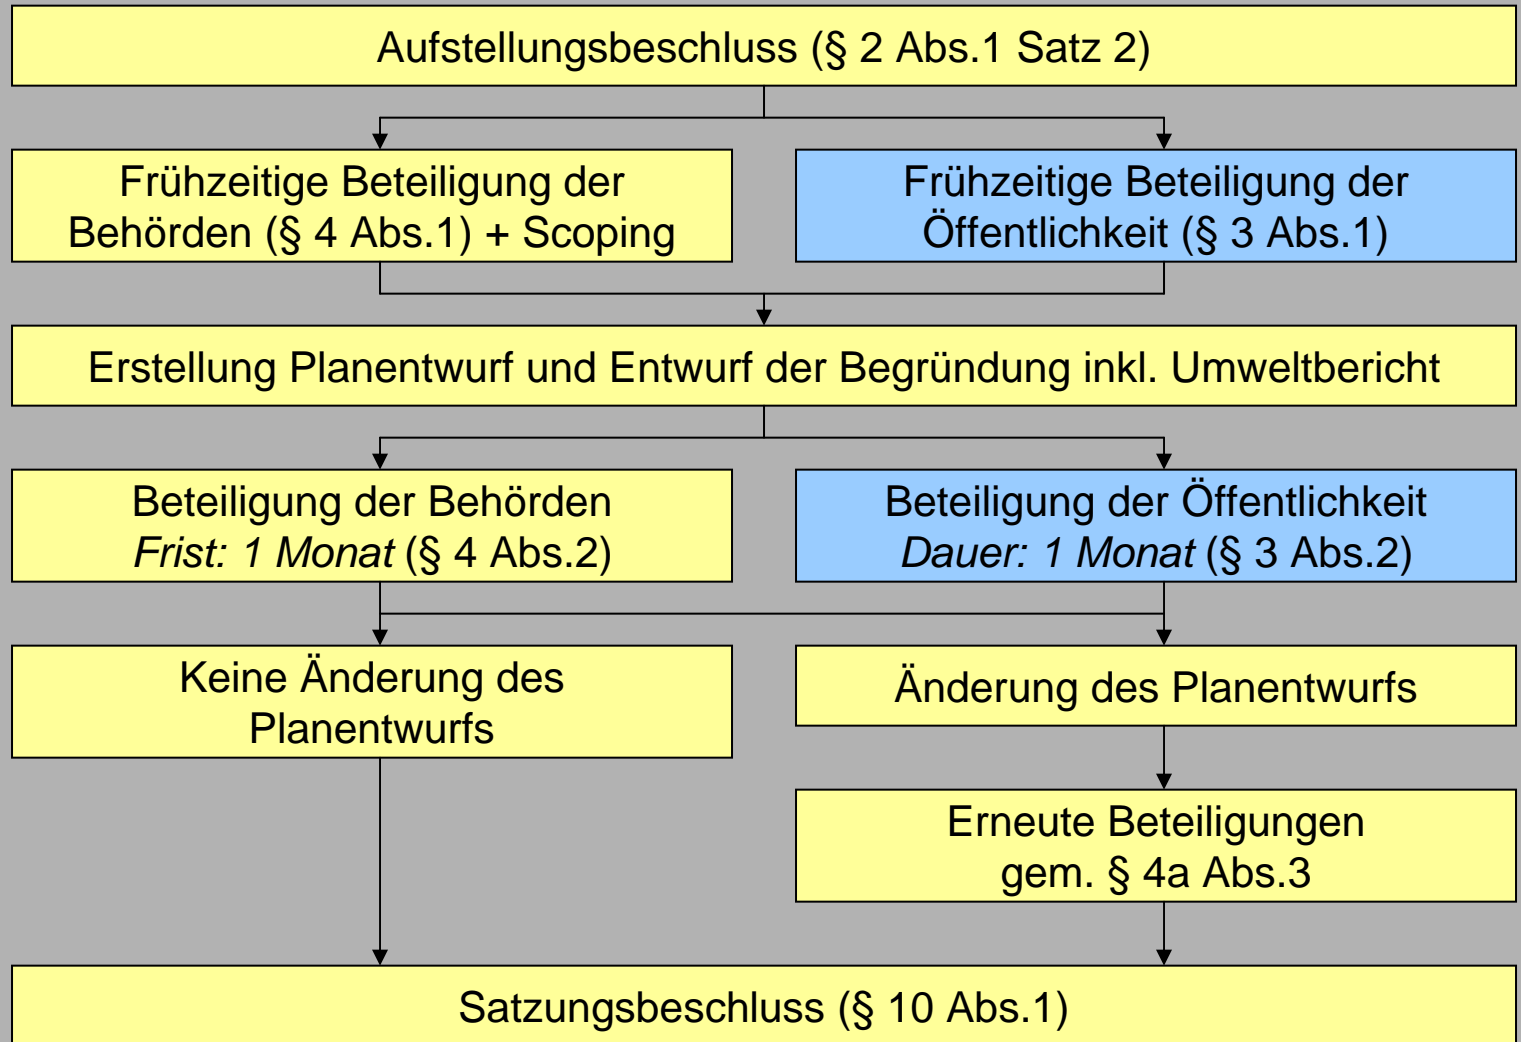 Aufstellungsbeschluss (§ 2 Abs.1 Satz 2)
Frühzeitige Beteiligung der
Behörden (§ 4 Abs.1) + Scoping
Frühzeitige Beteiligung der
Öffentlichkeit (§ 3 Abs.1)
Erstellung Planentwurf und Entwurf der Begründung inkl. Umweltbericht
Beteiligung der Behörden
Frist: 1 Monat (§ 4 Abs.2)
Beteiligung der Öffentlichkeit
Dauer: 1 Monat (§ 3 Abs.2)
Keine Änderung des
Planentwurfs
Änderung des Planentwurfs
Erneute Beteiligungen
gem. § 4a Abs.3
Satzungsbeschluss (§ 10 Abs.1)